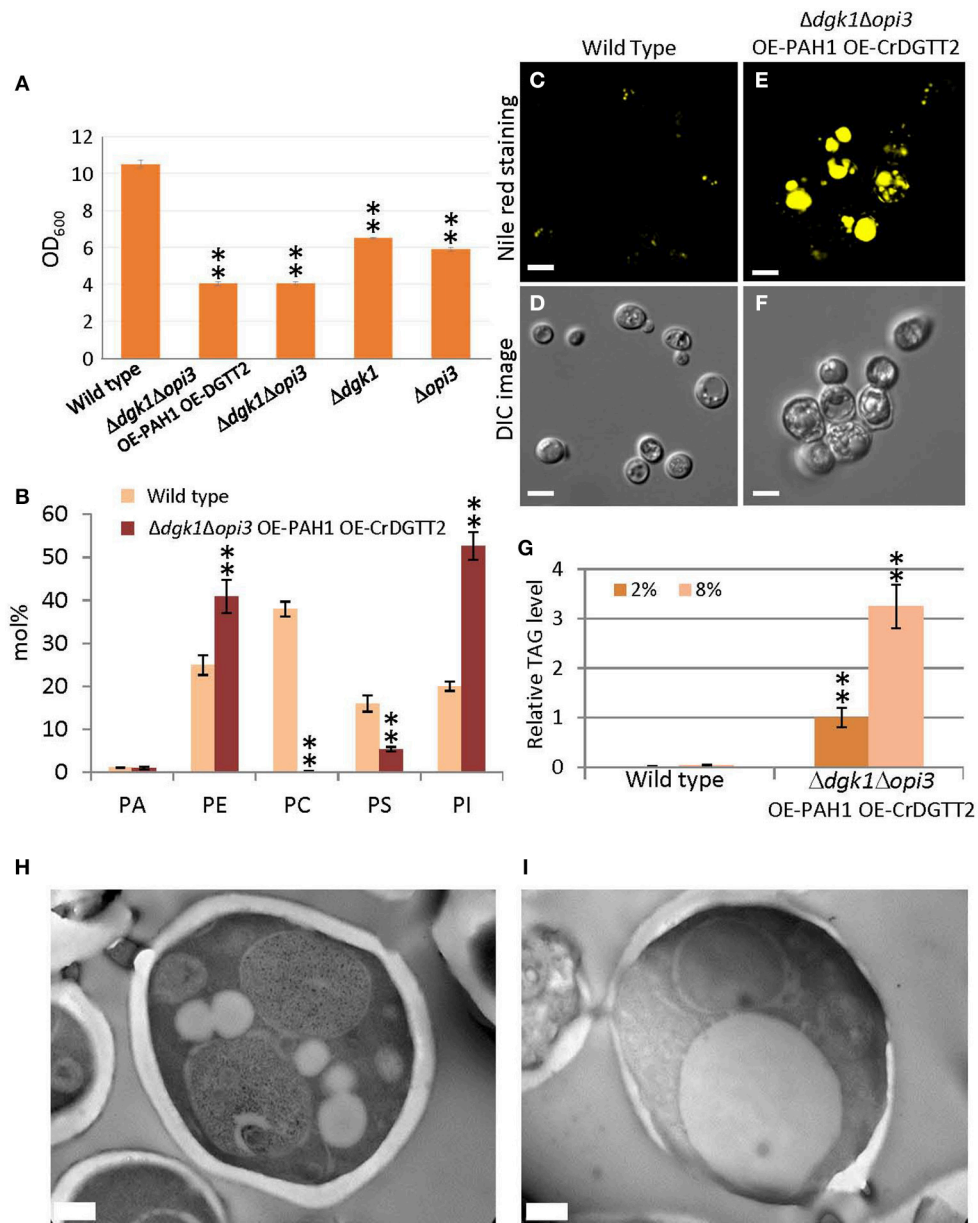 A
OD600
12
10
8
6
4
2
0
**
**
**
**
Wild type
Δdgk1Δopi3
OE-PAH1 OE-DGTT2
Δdgk1Δopi3
Δdgk1
Δopi3
B
Wild type
Δdgk1Δopi3 OE-PAH1 OE-CrDGTT2
mol%
60
50
40
30
20
10
0
**
**
**
**
PA
PE
PC
PS
PI
Wild Type
Δdgk1Δopi3
OE-PAH1 OE-CrDGTT2
Nile red staining
C
E
DIC image
D
F
G
Relative TAG level
4
3
2
1
0
2%
8%
**
**
Wild type
Δdgk1Δopi3
OE-PAH1 OE-CrDGTT2
H
I